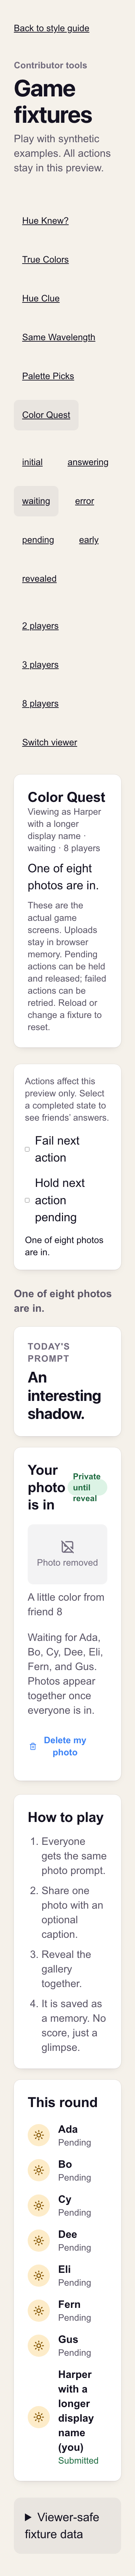 Back to style guide
Contributor tools
Game
fixtures
Play with synthetic
examples. All actions
stay in this preview.
Hue Knew?
True Colors
Hue Clue
Same Wavelength
Palette Picks
Color Quest
initial answering
waiting error
pending early
revealed
2 players
3 players
8 players
Switch viewer
Color Quest
Viewing as Harper
with a longer
display name ·
waiting · 8 players
One of eight
photos are in.
These are the
actual game
screens. Uploads
stay in browser
memory. Pending
actions can be held
and released; failed
actions can be
retried. Reload or
change a fixture to
reset.
Actions affect this
preview only. Select
a completed state to
see friends' answers.
Fail next
action
Hold next
action
pending
One of eight photos
are in.
One of eight photos
are in.
TODAY'S
PROMPT
An
interesting
shadow.
Your
photo
is in
Private
until
reveal
Photo removed
A little color from
friend 8
Waiting for Ada,
Bo, Cy, Dee, Eli,
Fern, and Gus.
Photos appear
together once
everyone is in.
Delete my
photo
How to play
1. Everyone
gets the same
photo prompt.
2. Share one
photo with an
optional
caption.
3. Reveal the
gallery
together.
4. It is saved as
a memory. No
score, just a
glimpse.
This round
Ada
Pending
Bo
Pending
Cy
Pending
Dee
Pending
Eli
Pending
Fern
Pending
Gus
Pending
Harper
with a
longer
display
name
(you)
Submitted
Viewer-safe
fixture data